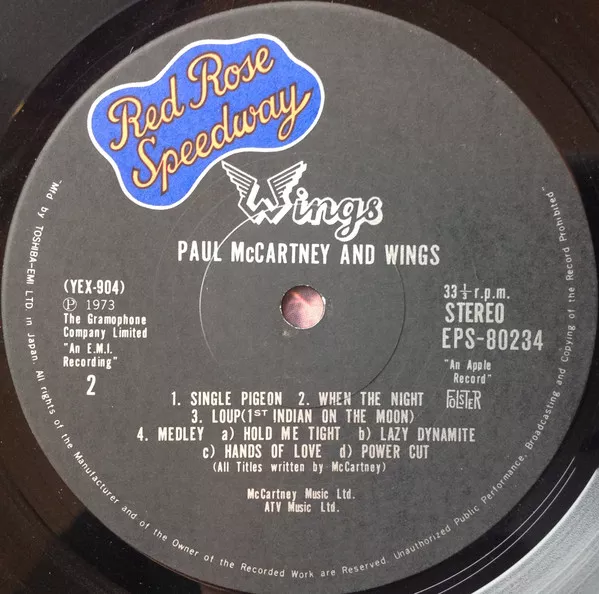 Red Rose
Speedway
Wings
PAUL McCARTNEY AND WINGS
(YEX-904)
Ⓟ 1973
The Gramophone
Company Limited
"An E.M.I.
Recording"
2
33⅓ r.p.m.
STEREO
EPS-80234
"An Apple
Record"
FOLSTER
1. SINGLE PIGEON 2. WHEN THE NIGHT
3. LOUP(1ST INDIAN ON THE MOON)
4. MEDLEY a) HOLD ME TIGHT b) LAZY DYNAMITE
c) HANDS OF LOVE d) POWER CUT
(All Titles written by McCartney)
McCartney Music Ltd.
ATV Music Ltd.
"Mfd by TOSHIBA-EMI LTD. in Japan. All rights of the Manufacturer and of the Owner of the Recorded Work are Reserved. Unauthorized Public Performance, Broadcasting and Copying of the Record Prohibited"